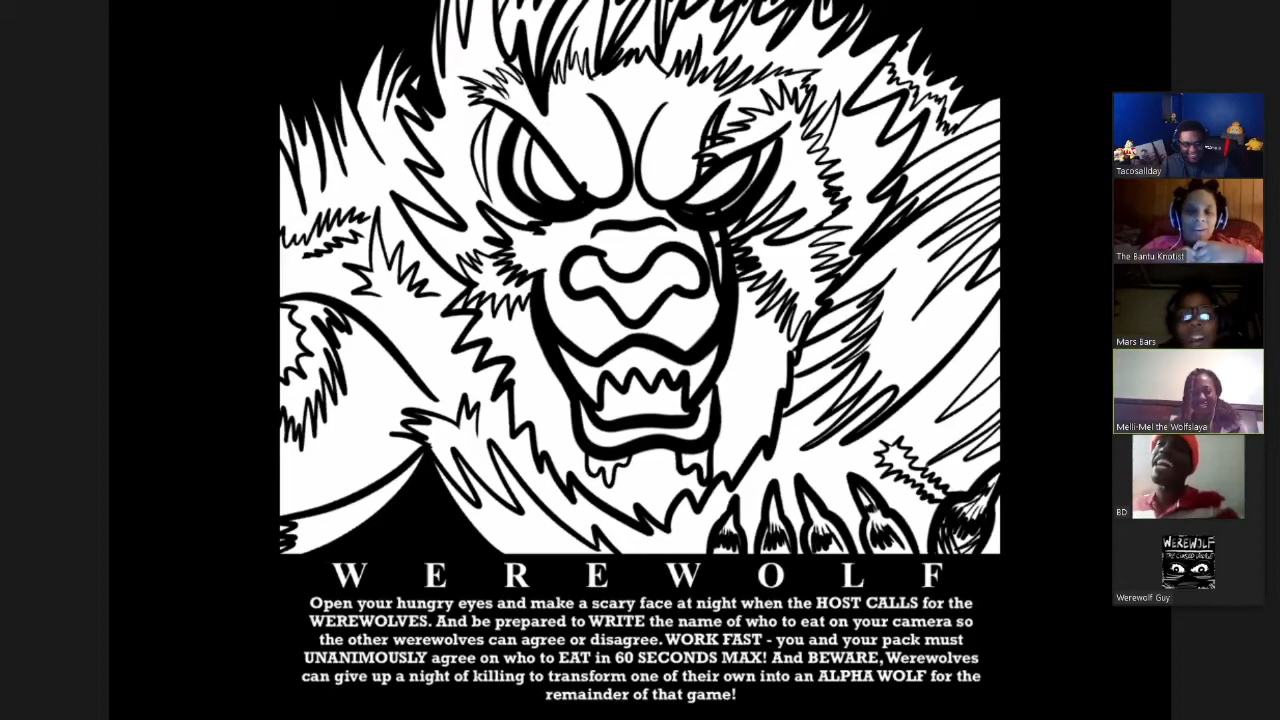 Tacosallday
The Bantu Knotist
Mars Bars
Melli-Mel the Wolfslaya
BD
WEREWOLF
THE CURSED VILLAGE
Werewolf Guy
WEREWOLF
Open your hungry eyes and make a scary face at night when the HOST CALLS for the
WEREWOLVES. And be prepared to WRITE the name of who to eat on your camera so
the other werewolves can agree or disagree. WORK FAST - you and your pack must
UNANIMOUSLY agree on who to EAT in 60 SECONDS MAX! And BEWARE, Werewolves
can give up a night of killing to transform one of their own into an ALPHA WOLF for the
remainder of that game!